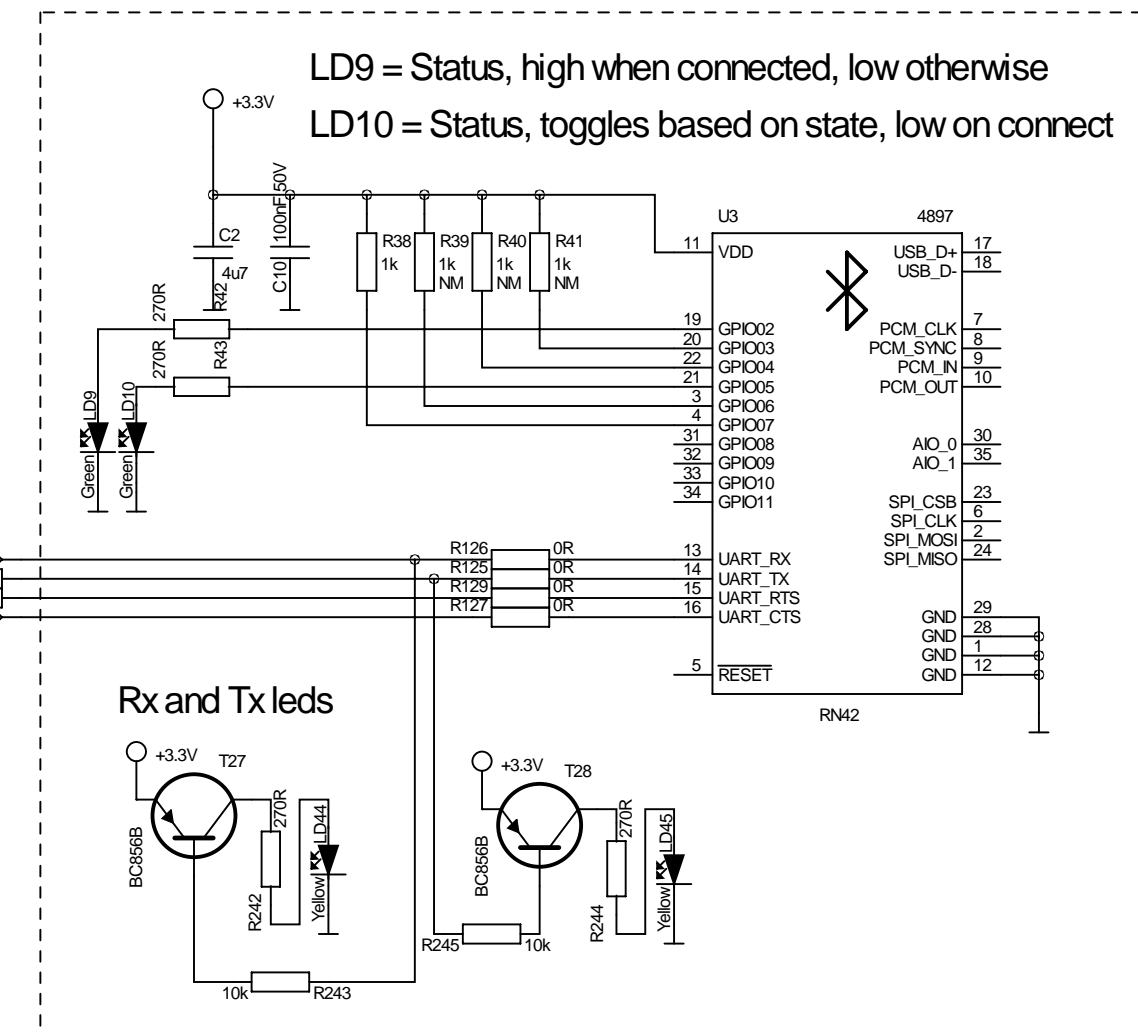 LD9 = Status, high when connected, low otherwise
LD10 = Status, toggles based on state, low on connect
+3.3V
C2
4u7
C10
100nF,50V
R38
1k
R39
1k
NM
R40
1k
NM
R41
1k
NM
270R
R42
270R
R43
LD9
Green
LD10
Green
U3
4897
11 VDD
19 GPIO02
20 GPIO03
22 GPIO04
21 GPIO05
3 GPIO06
4 GPIO07
31 GPIO08
32 GPIO09
33 GPIO10
34 GPIO11
13 UART_RX
14 UART_TX
15 UART_RTS
16 UART_CTS
5 RESET
USB_D+ 17
USB_D- 18
PCM_CLK 7
PCM_SYNC 8
PCM_IN 9
PCM_OUT 10
AIO_0 30
AIO_1 35
SPI_CSB 23
SPI_CLK 6
SPI_MOSI 2
SPI_MISO 24
GND 29
GND 28
GND 1
GND 12
RN42
R126 0R
R125 0R
R129 0R
R127 0R
Rx and Tx leds
+3.3V
T27
BC856B
270R
R242
LD44
Yellow
10k
R243
+3.3V
T28
BC856B
270R
R244
LD45
Yellow
R245
10k